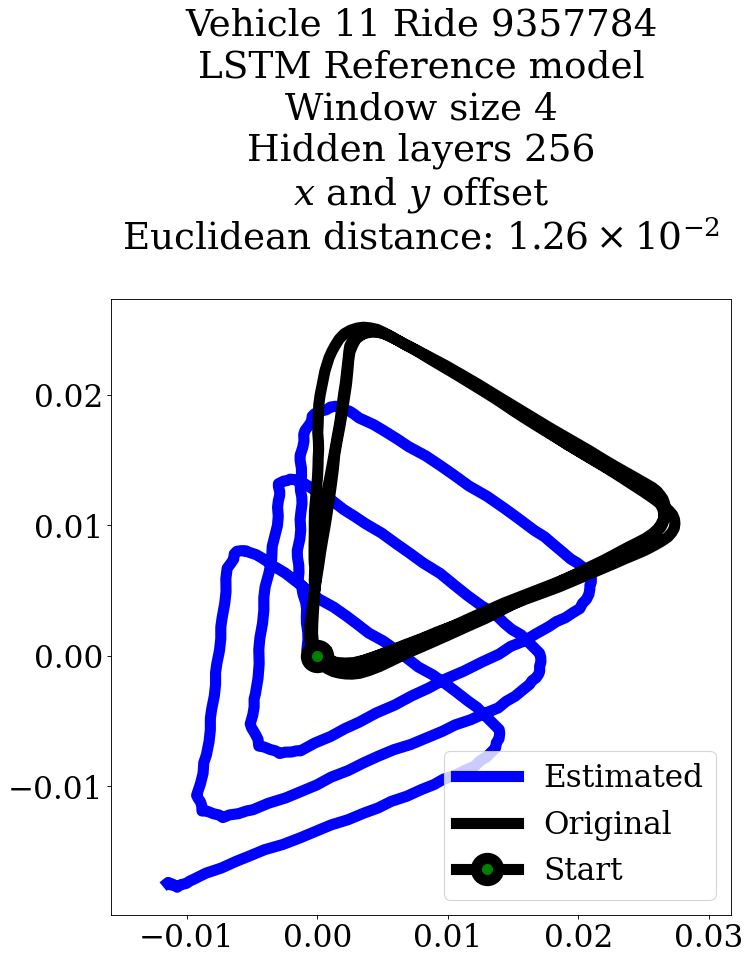 Vehicle 11 Ride 9357784
LSTM Reference model
Window size 4
Hidden layers 256
x and y offset
Euclidean distance: 1.26 × 10⁻²
0.02
0.01
0.00
−0.01
Estimated
Original
Start
−0.01 0.00 0.01 0.02 0.03